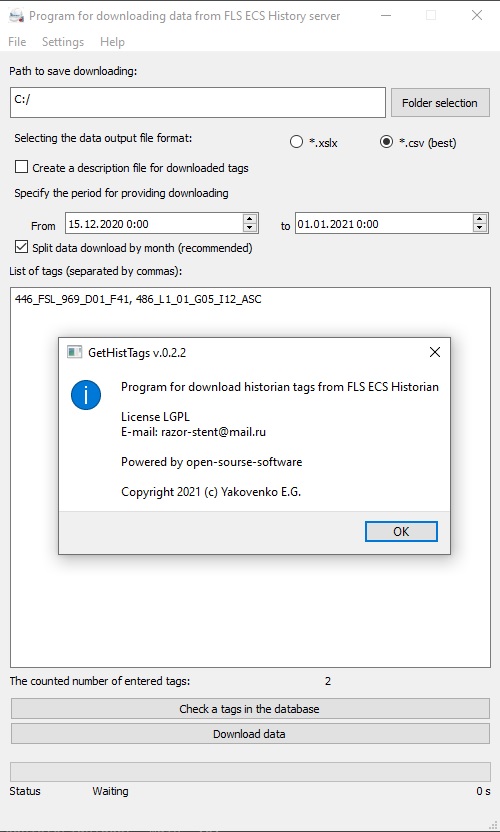 Program for downloading data from FLS ECS History server
File Settings Help
Path to save downloading:
C:/
Folder selection
Selecting the data output file format:
*.xslx
*.csv (best)
Create a description file for downloaded tags
Specify the period for providing downloading
From 15.12.2020 0:00 to 01.01.2021 0:00
Split data download by month (recommended)
List of tags (separated by commas):
446_FSL_969_D01_F41, 486_L1_01_G05_I12_ASC
GetHistTags v.0.2.2
Program for download historian tags from FLS ECS Historian
License LGPL
E-mail: razor-stent@mail.ru
Powered by open-sourse-software
Copyright 2021 (c) Yakovenko E.G.
OK
The counted number of entered tags: 2
Check a tags in the database
Download data
Status Waiting 0 s